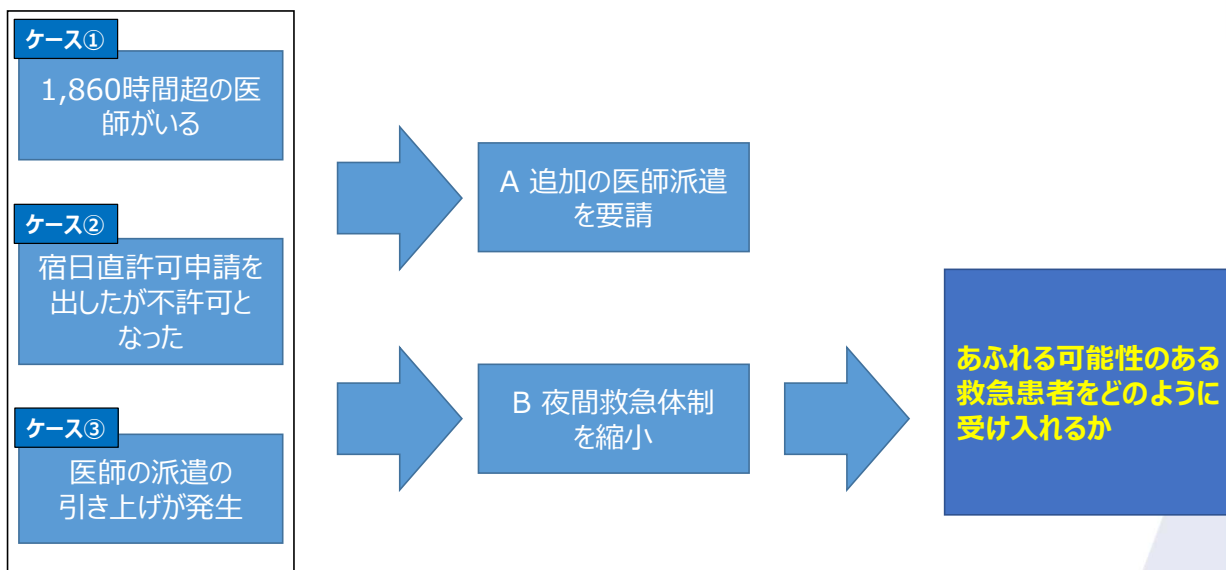 ケース①
1,860時間超の医
師がいる
ケース②
宿日直許可申請を
出したが不許可と
なった
ケース③
医師の派遣の
引き上げが発生
A 追加の医師派遣
を要請
B 夜間救急体制
を縮小
あふれる可能性のある
救急患者をどのように
受け入れるか